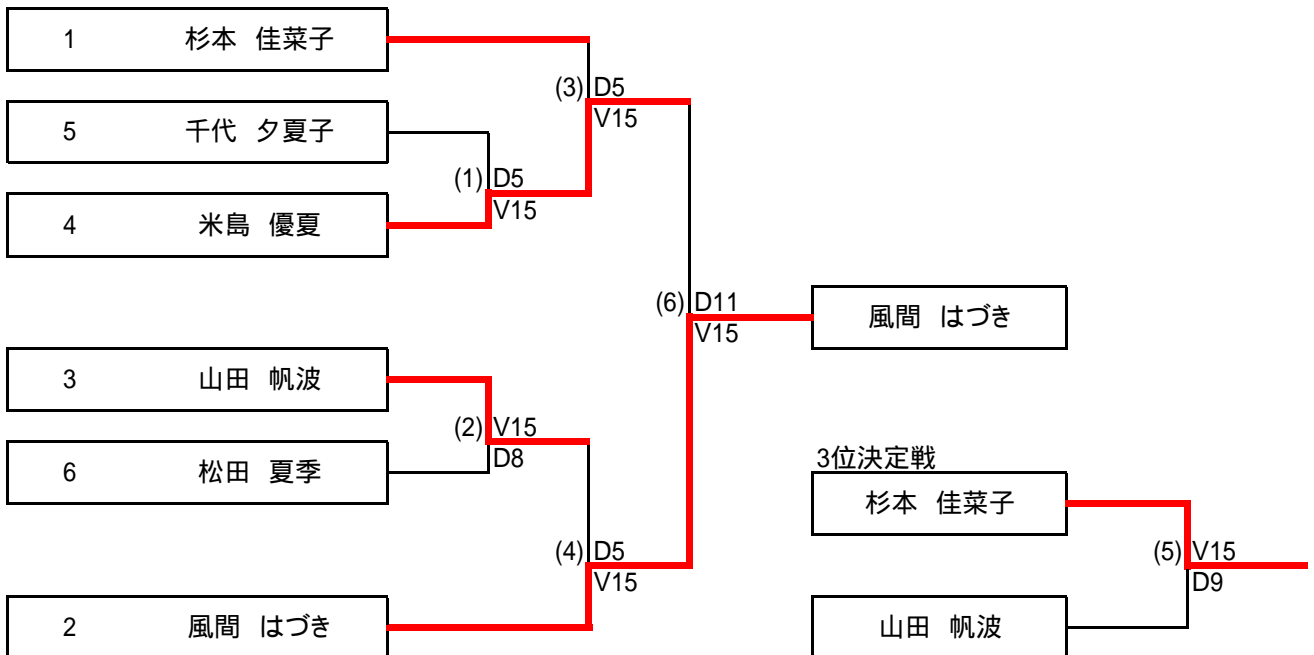 1 杉本 佳菜子
(3) D5
V15
5 千代 夕夏子
(1) D5
V15
4 米島 優夏
(6) D11
V15
風間 はづき
3 山田 帆波
(2) V15
D8
6 松田 夏季
3位決定戦
杉本 佳菜子
(4) D5
V15
(5) V15
D9
2 風間 はづき
山田 帆波